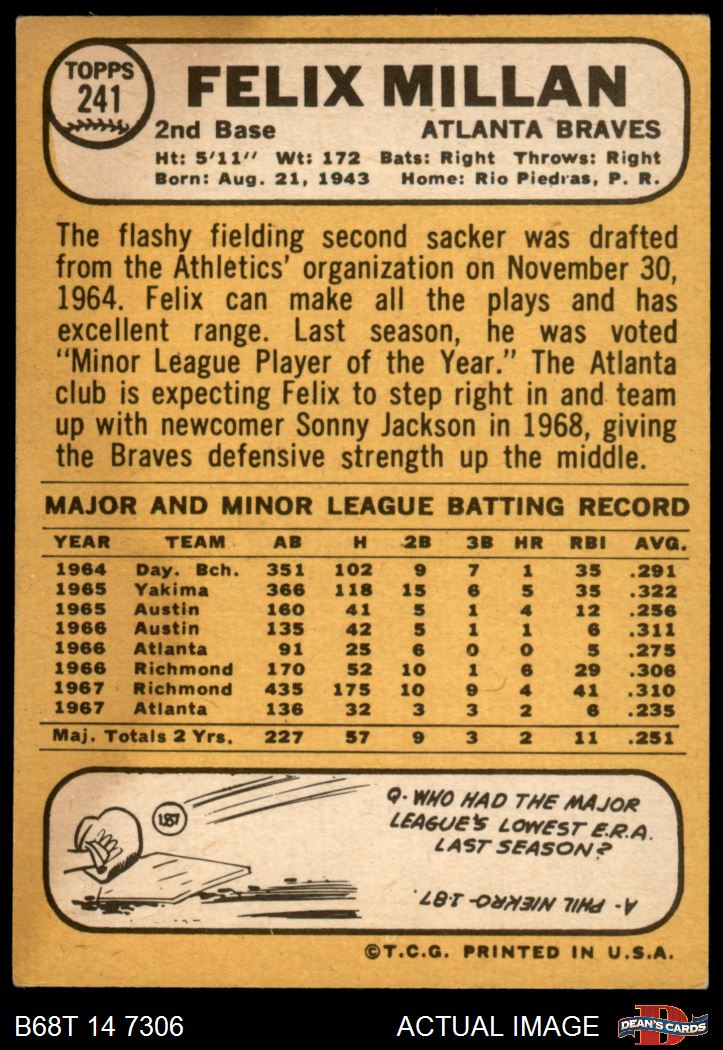 TOPPS
241
FELIX MILLAN
2nd Base ATLANTA BRAVES
Ht: 5'11" Wt: 172 Bats: Right Throws: Right
Born: Aug. 21, 1943 Home: Rio Piedras, P. R.
The flashy fielding second sacker was drafted
from the Athletics' organization on November 30,
1964. Felix can make all the plays and has
excellent range. Last season, he was voted
"Minor League Player of the Year." The Atlanta
club is expecting Felix to step right in and team
up with newcomer Sonny Jackson in 1968, giving
the Braves defensive strength up the middle.
MAJOR AND MINOR LEAGUE BATTING RECORD
YEAR TEAM AB H 2B 3B HR RBI AVG.
1964 Day. Bch. 351 102 9 7 1 35 .291
1965 Yakima 366 118 15 6 5 35 .322
1965 Austin 160 41 5 1 4 12 .256
1966 Austin 135 42 5 1 1 6 .311
1966 Atlanta 91 25 6 0 0 5 .275
1966 Richmond 170 52 10 1 6 29 .306
1967 Richmond 435 175 10 9 4 41 .310
1967 Atlanta 136 32 3 3 2 6 .235
Maj. Totals 2 Yrs. 227 57 9 3 2 11 .251
1.87
Q- WHO HAD THE MAJOR
LEAGUE'S LOWEST E.R.A.
LAST SEASON?
A- PHIL NIEKRO- 1.87.
©T.C.G. PRINTED IN U.S.A.
B68T 14 7306 ACTUAL IMAGE
D
DEAN'S CARDS